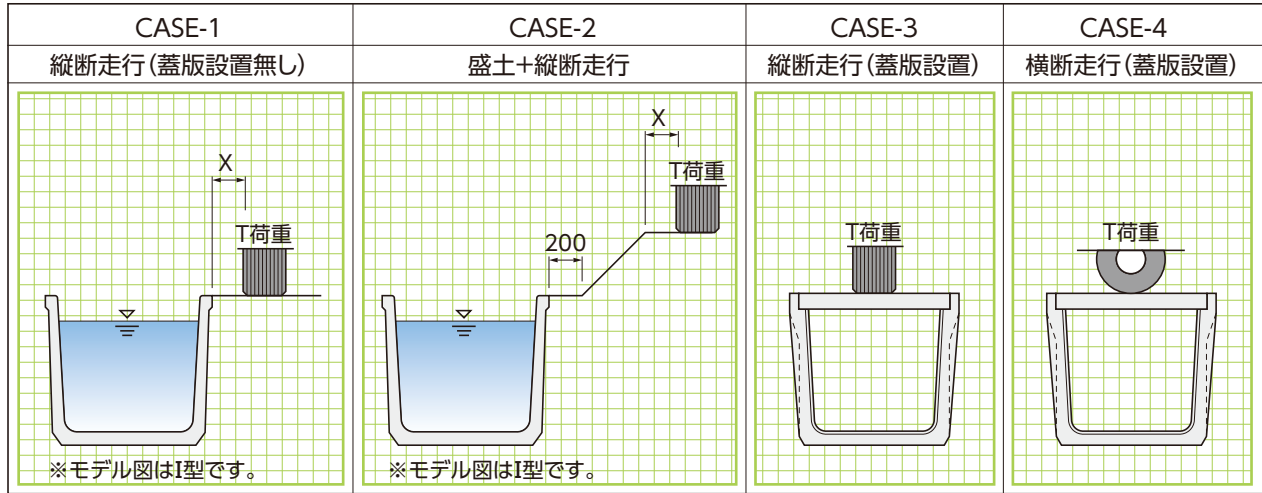 CASE-1
CASE-2
CASE-3
CASE-4
縦断走行(蓋版設置無し)
盛土+縦断走行
縦断走行(蓋版設置)
横断走行(蓋版設置)
X
T荷重
※モデル図はI型です。
X
T荷重
200
※モデル図はI型です。
T荷重
T荷重